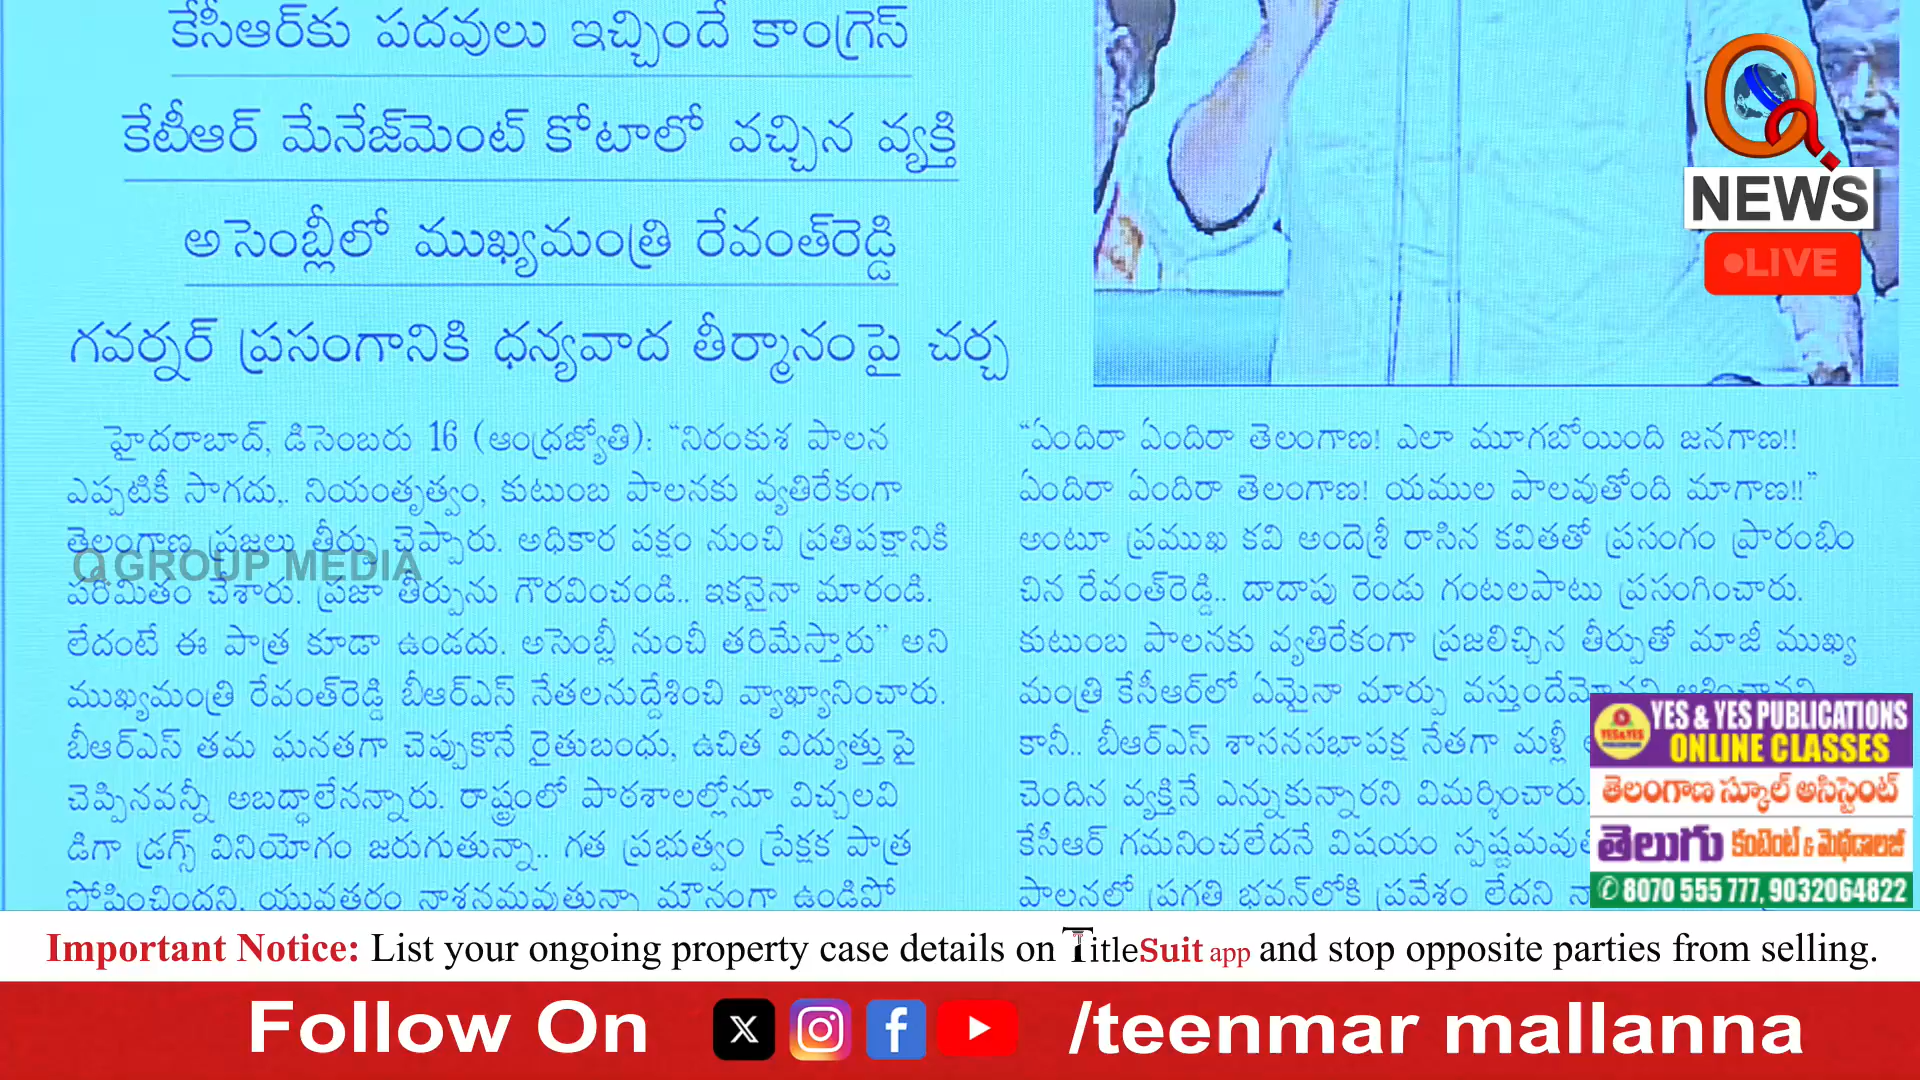 కేసీఆర్‌కు పదవులు ఇచ్చిందే కాంగ్రెస్
కేటీఆర్ మేనేజ్‌మెంట్ కోటాలో వచ్చిన వ్యక్తి
అసెంబ్లీలో ముఖ్యమంత్రి రేవంత్‌రెడ్డి
గవర్నర్ ప్రసంగానికి ధన్యవాద తీర్మానంపై చర్చ
హైదరాబాద్, డిసెంబరు 16 (ఆంధ్రజ్యోతి): “నిరంకుశ పాలన
ఎప్పటికీ సాగదు,. నియంతృత్వం, కుటుంబ పాలనకు వ్యతిరేకంగా
తెలంగాణ ప్రజలు తీర్పు చెప్పారు. అధికార పక్షం నుంచి ప్రతిపక్షానికి
పరిమితం చేశారు. ప్రజా తీర్పును గౌరవించండి.. ఇకనైనా మారండి.
లేదంటే ఈ పాత్ర కూడా ఉండదు. అసెంబ్లీ నుంచీ తరిమేస్తారు” అని
ముఖ్యమంత్రి రేవంత్‌రెడ్డి బీఆర్ఎస్ నేతలనుద్దేశించి వ్యాఖ్యానించారు.
బీఆర్ఎస్ తమ ఘనతగా చెప్పుకొనే రైతుబంధు, ఉచిత విద్యుత్తుపై
చెప్పినవన్నీ అబద్ధాలేనన్నారు. రాష్ట్రంలో పాఠశాలల్లోనూ విచ్చలవి
డిగా డ్రగ్స్ వినియోగం జరుగుతున్నా.. గత ప్రభుత్వం ప్రేక్షక పాత్ర
పోషించిందని, యువతరం నాశనమవుతున్నా మౌనంగా ఉండిపో
“ఏందిరా ఏందిరా తెలంగాణ! ఎలా మూగబోయింది జనగాణ!!
ఏందిరా ఏందిరా తెలంగాణ! యముల పాలవుతోంది మాగాణ!!”
అంటూ ప్రముఖ కవి అందెశ్రీ రాసిన కవితతో ప్రసంగం ప్రారంభిం
చిన రేవంత్‌రెడ్డి.. దాదాపు రెండు గంటలపాటు ప్రసంగించారు.
కుటుంబ పాలనకు వ్యతిరేకంగా ప్రజలిచ్చిన తీర్పుతో మాజీ ముఖ్య
మంత్రి కేసీఆర్‌లో ఏమైనా మార్పు వస్తుందేమోనని ఆశించానని
కానీ.. బీఆర్ఎస్ శాసనసభాపక్ష నేతగా మళ్లీ
చెందిన వ్యక్తినే ఎన్నుకున్నారని విమర్శించారు.
కేసీఆర్ గమనించలేదనే విషయం స్పష్టమవు
పాలనలో ప్రగతి భవన్‌లోకి ప్రవేశం లేదని
Q GROUP MEDIA
Q
NEWS
LIVE
YES & YES PUBLICATIONS
ONLINE CLASSES
తెలంగాణ స్కూల్ అసిస్టెంట్
తెలుగు కంటెంట్ & మెథడాలజీ
8070 555 777, 9032064822
Important Notice: List your ongoing property case details on TitleSuit app and stop opposite parties from selling.
Follow On /teenmar mallanna